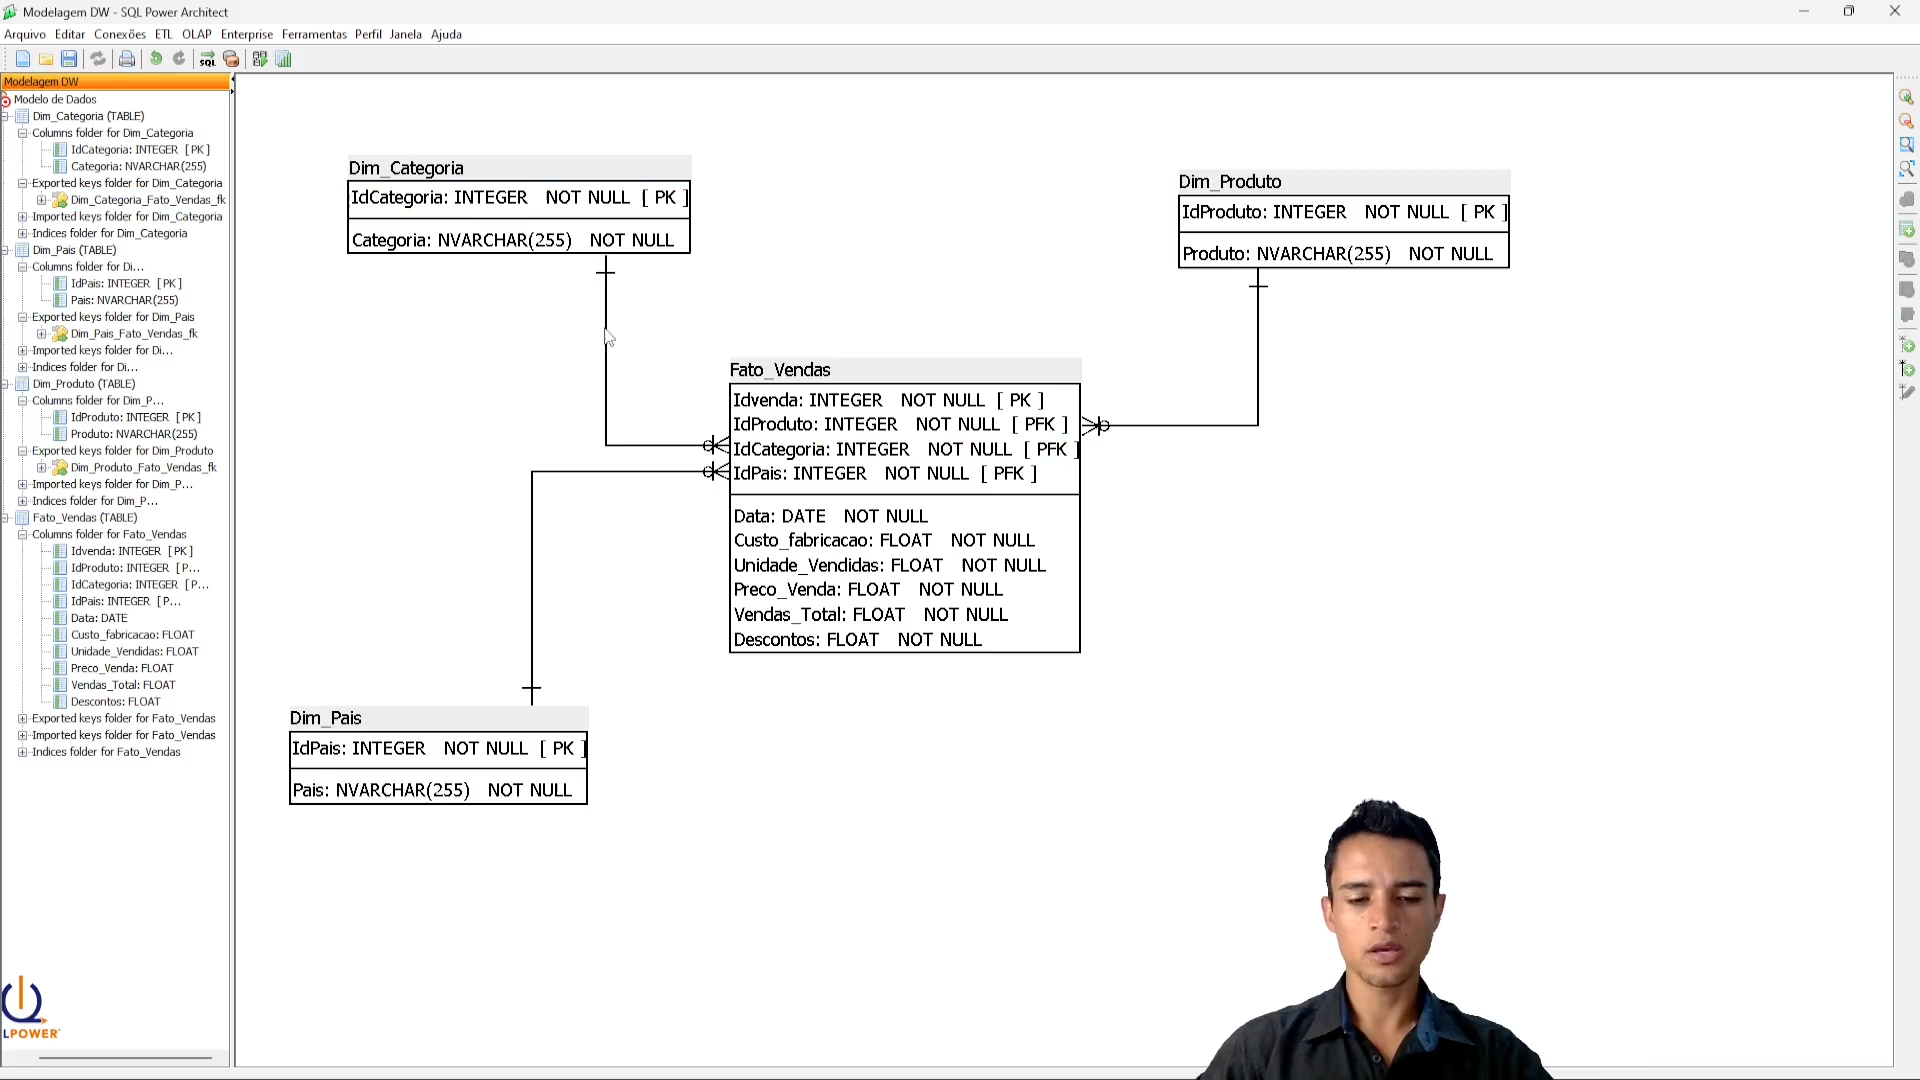 Modelagem DW - SQL Power Architect
Arquivo Editar Conexões ETL OLAP Enterprise Ferramentas Perfil Janela Ajuda
SQL
Modelagem DW
Modelo de Dados
Dim_Categoria (TABLE)
Columns folder for Dim_Categoria
IdCategoria: INTEGER [ PK ]
Categoria: NVARCHAR(255)
Exported keys folder for Dim_Categoria
Dim_Categoria_Fato_Vendas_fk
Imported keys folder for Dim_Categoria
Indices folder for Dim_Categoria
Dim_Pais (TABLE)
Columns folder for Di...
IdPais: INTEGER [ PK ]
Pais: NVARCHAR(255)
Exported keys folder for Dim_Pais
Dim_Pais_Fato_Vendas_fk
Imported keys folder for Di...
Indices folder for Di...
Dim_Produto (TABLE)
Columns folder for Dim_P...
IdProduto: INTEGER [ PK ]
Produto: NVARCHAR(255)
Exported keys folder for Dim_Produto
Dim_Produto_Fato_Vendas_fk
Imported keys folder for Dim_P...
Indices folder for Dim_P...
Fato_Vendas (TABLE)
Columns folder for Fato_Vendas
Idvenda: INTEGER [ PK ]
IdProduto: INTEGER [ P...
IdCategoria: INTEGER [ P...
IdPais: INTEGER [ P...
Data: DATE
Custo_fabricacao: FLOAT
Unidade_Vendidas: FLOAT
Preco_Venda: FLOAT
Vendas_Total: FLOAT
Descontos: FLOAT
Exported keys folder for Fato_Vendas
Imported keys folder for Fato_Vendas
Indices folder for Fato_Vendas
LPOWER
Dim_Categoria
IdCategoria: INTEGER NOT NULL [ PK ]
Categoria: NVARCHAR(255) NOT NULL
Dim_Produto
IdProduto: INTEGER NOT NULL [ PK ]
Produto: NVARCHAR(255) NOT NULL
Fato_Vendas
Idvenda: INTEGER NOT NULL [ PK ]
IdProduto: INTEGER NOT NULL [ PFK ]
IdCategoria: INTEGER NOT NULL [ PFK ]
IdPais: INTEGER NOT NULL [ PFK ]
Data: DATE NOT NULL
Custo_fabricacao: FLOAT NOT NULL
Unidade_Vendidas: FLOAT NOT NULL
Preco_Venda: FLOAT NOT NULL
Vendas_Total: FLOAT NOT NULL
Descontos: FLOAT NOT NULL
Dim_Pais
IdPais: INTEGER NOT NULL [ PK ]
Pais: NVARCHAR(255) NOT NULL